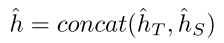 ĥ = concat(ĥ_T, ĥ_S)